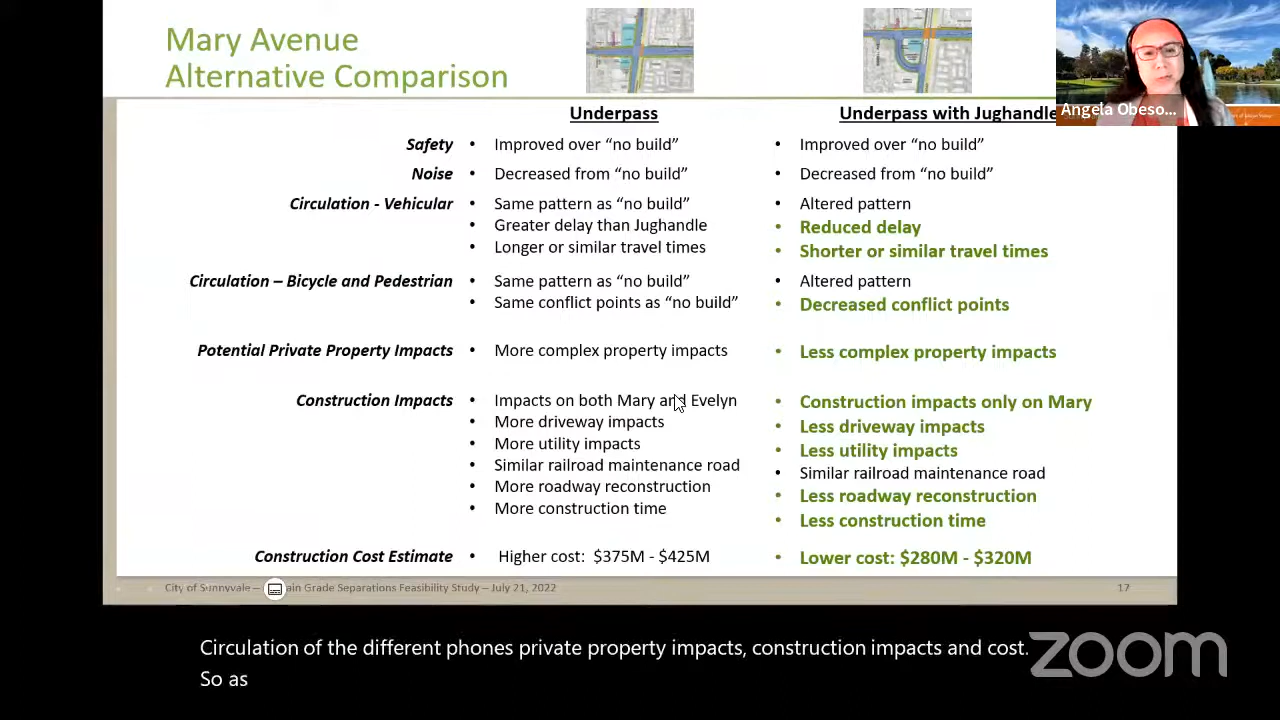 Mary Avenue
Alternative Comparison
Angela Obeso...
Underpass
Underpass with Jughandle
Safety • Improved over “no build” • Improved over “no build”
Noise • Decreased from “no build” • Decreased from “no build”
Circulation - Vehicular • Same pattern as “no build” • Altered pattern
• Greater delay than Jughandle • Reduced delay
• Longer or similar travel times • Shorter or similar travel times
Circulation – Bicycle and Pedestrian • Same pattern as “no build” • Altered pattern
• Same conflict points as “no build” • Decreased conflict points
Potential Private Property Impacts • More complex property impacts • Less complex property impacts
Construction Impacts • Impacts on both Mary and Evelyn • Construction impacts only on Mary
• More driveway impacts • Less driveway impacts
• More utility impacts • Less utility impacts
• Similar railroad maintenance road • Similar railroad maintenance road
• More roadway reconstruction • Less roadway reconstruction
• More construction time • Less construction time
Construction Cost Estimate • Higher cost: $375M - $425M • Lower cost: $280M - $320M
City of Sunnyvale – ain Grade Separations Feasibility Study – July 21, 2022 17
Circulation of the different phones private property impacts, construction impacts and cost.
So as
zoom